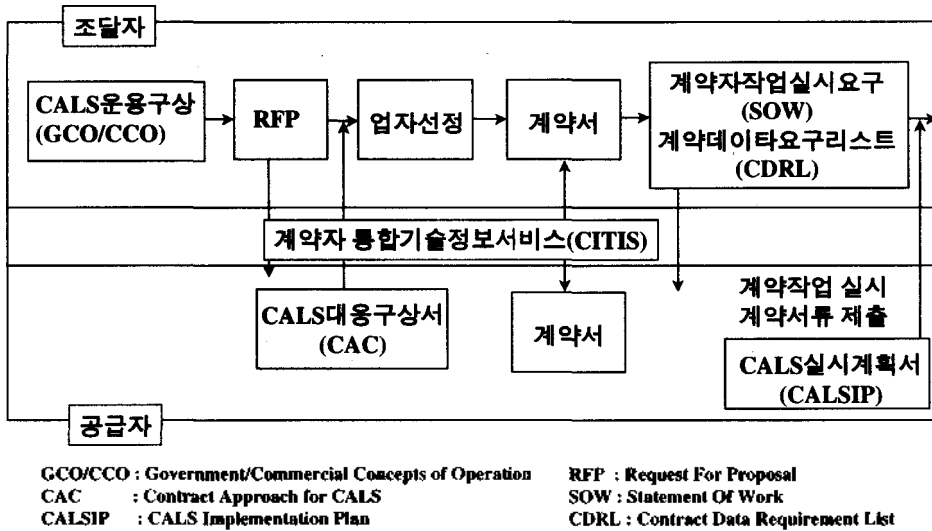 조달자
CALS운용구상
(GCO/CCO)
RFP
업자선정
계약서
계약자작업실시요구
(SOW)
계약데이타요구리스트
(CDRL)
계약자 통합기술정보서비스(CITIS)
CALS대응구상서
(CAC)
계약서
계약작업 실시
계약서류 제출
CALS실시계획서
(CALSIP)
공급자
GCO/CCO : Government/Commercial Concepts of Operation
RFP : Request For Proposal
CAC : Contract Approach for CALS
SOW : Statement Of Work
CALSIP : CALS Implementation Plan
CDRL : Contract Data Requirement List